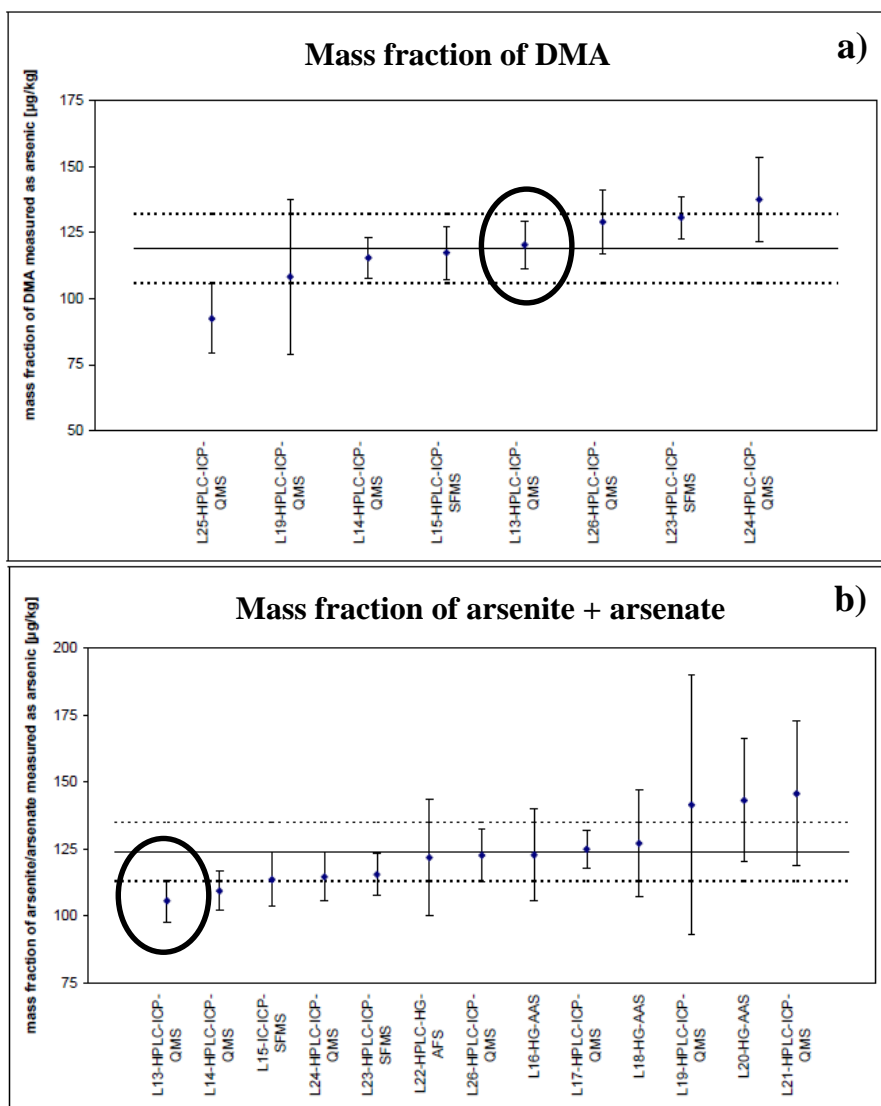 Mass fraction of DMA
a)
mass fraction of DMA measured as arsenic [µg/kg]
175
150
125
100
75
50
L25-HPLC-ICP-
QMS
L19-HPLC-ICP-
QMS
L14-HPLC-ICP-
QMS
L15-HPLC-ICP-
SFMS
L13-HPLC-ICP-
QMS
L26-HPLC-ICP-
QMS
L23-HPLC-ICP-
SFMS
L24-HPLC-ICP-
QMS
Mass fraction of arsenite + arsenate
b)
mass fraction of arsenite/arsenate measured as arsenic [µg/kg]
200
175
150
125
100
75
L13-HPLC-ICP-
QMS
L14-HPLC-ICP-
QMS
L15-IC-ICP-
SFMS
L24-HPLC-ICP-
QMS
L23-HPLC-ICP-
SFMS
L22-HPLC-HG-
AFS
L26-HPLC-ICP-
QMS
L16-HG-AAS
L17-HPLC-ICP-
QMS
L18-HG-AAS
L19-HPLC-ICP-
QMS
L20-HG-AAS
L21-HPLC-ICP-
QMS